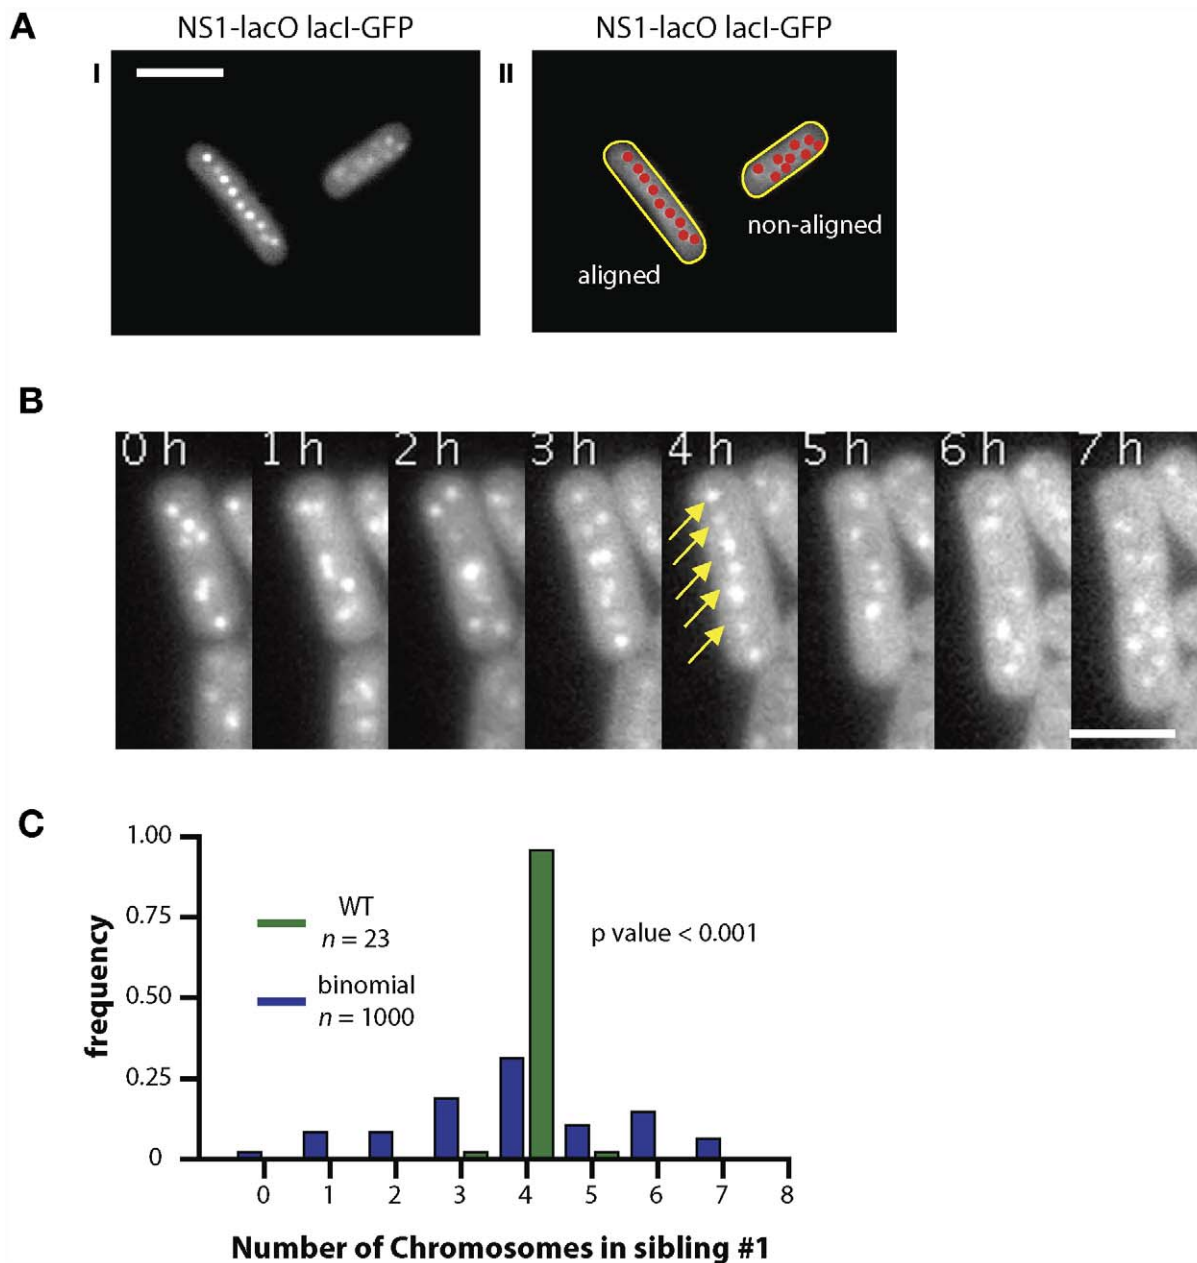 A
NS1-lacO lacI-GFP
NS1-lacO lacI-GFP
I
II
non-aligned
aligned
B
0 h
1 h
2 h
3 h
4 h
5 h
6 h
7 h
C
1.00
0.75
0.50
0.25
0
frequency
WT
n = 23
binomial
n = 1000
p value < 0.001
0 1 2 3 4 5 6 7 8
Number of Chromosomes in sibling #1